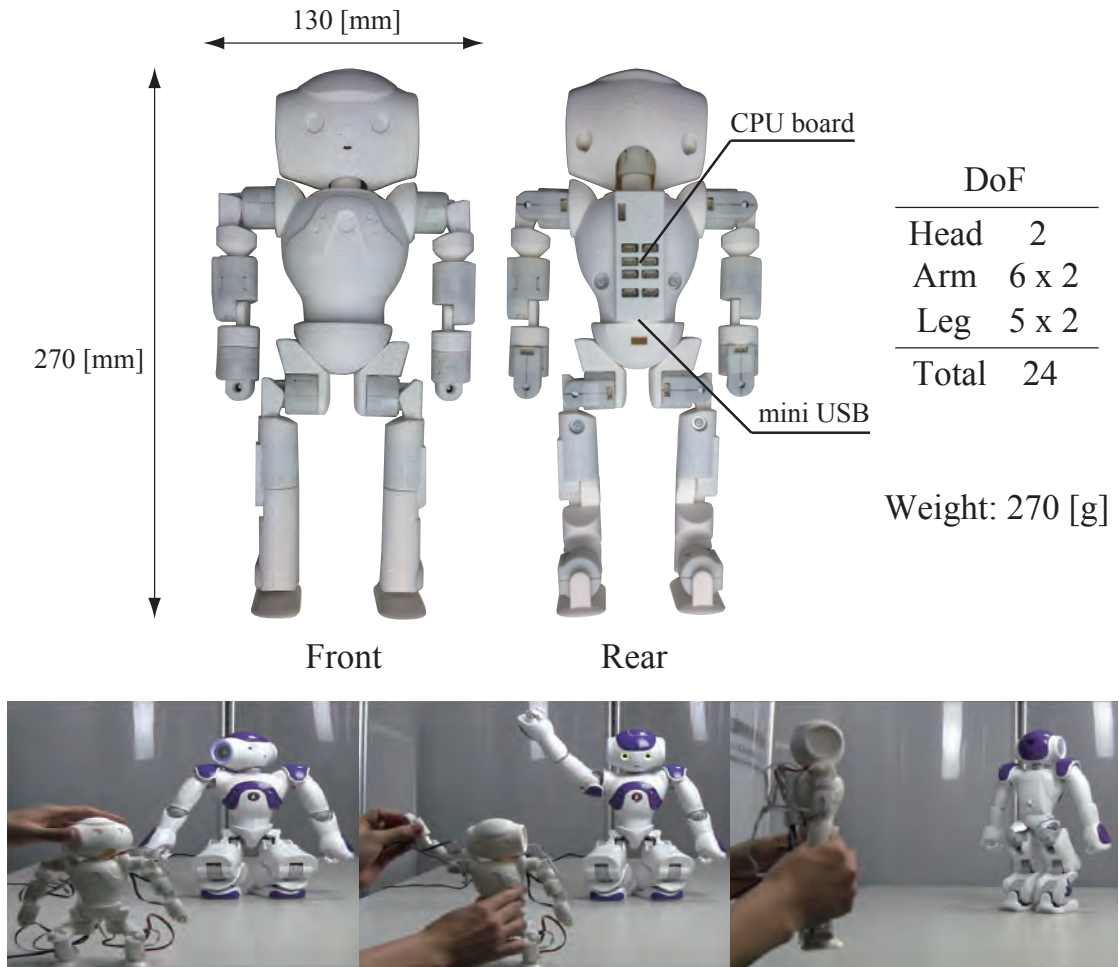 130 [mm]
270 [mm]
CPU board
mini USB
DoF
Head 2
Arm 6 x 2
Leg 5 x 2
Total 24
Weight: 270 [g]
Front
Rear